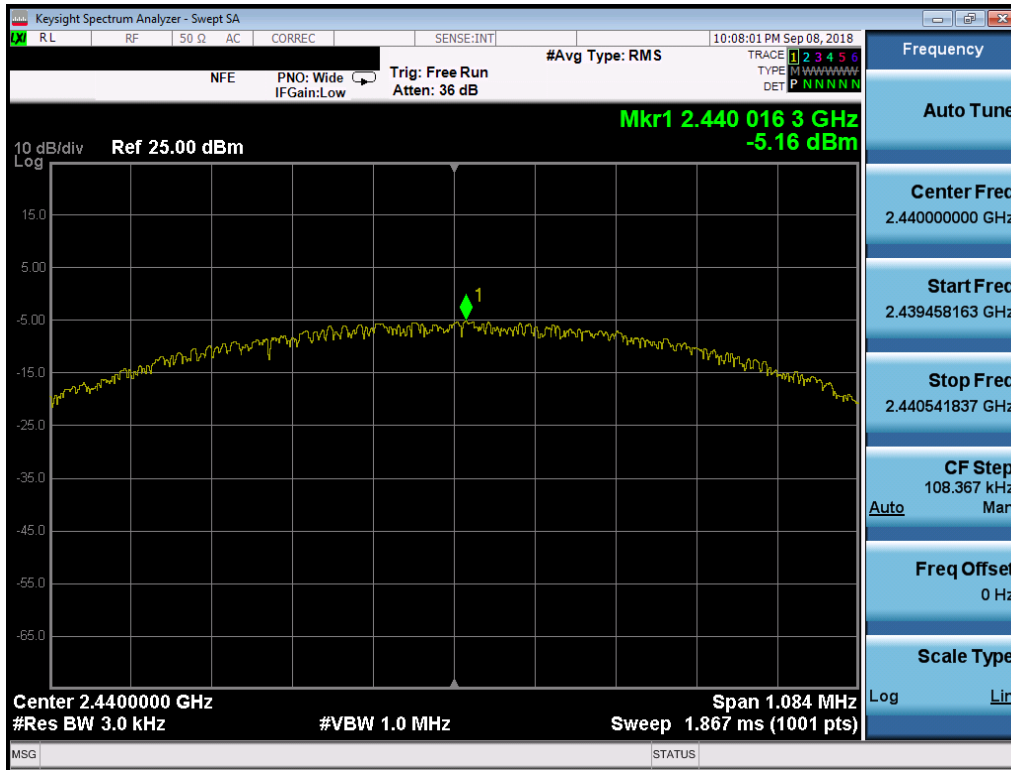 Keysight Spectrum Analyzer - Swept SA
LXI RL RF 50 Ω AC CORREC SENSE:INT 10:08:01 PM Sep 08, 2018
#Avg Type: RMS
TRACE 1 2 3 4 5 6
TYPE M WWWWW
DET P N N N N N
NFE PNO: Wide Trig: Free Run
IFGain:Low Atten: 36 dB
Mkr1 2.440 016 3 GHz
-5.16 dBm
10 dB/div Ref 25.00 dBm
Log
15.0
5.00
1
-5.00
-15.0
-25.0
-35.0
-45.0
-55.0
-65.0
Center 2.4400000 GHz Span 1.084 MHz
#Res BW 3.0 kHz #VBW 1.0 MHz Sweep 1.867 ms (1001 pts)
MSG STATUS
Frequency
Auto Tune
Center Freq
2.440000000 GHz
Start Freq
2.439458163 GHz
Stop Freq
2.440541837 GHz
CF Step
108.367 kHz
Auto Man
Freq Offset
0 Hz
Scale Type
Log Lin